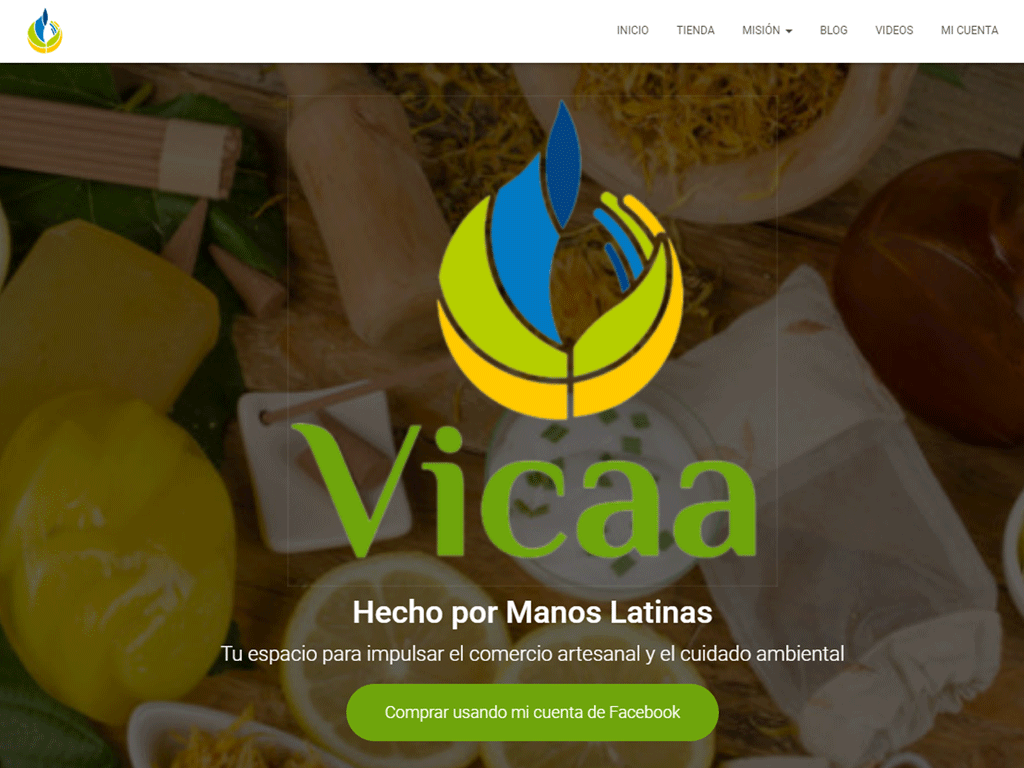 INICIO TIENDA MISIÓN BLOG VIDEOS MI CUENTA
Vicaa
Hecho por Manos Latinas
Tu espacio para impulsar el comercio artesanal y el cuidado ambiental
Comprar usando mi cuenta de Facebook